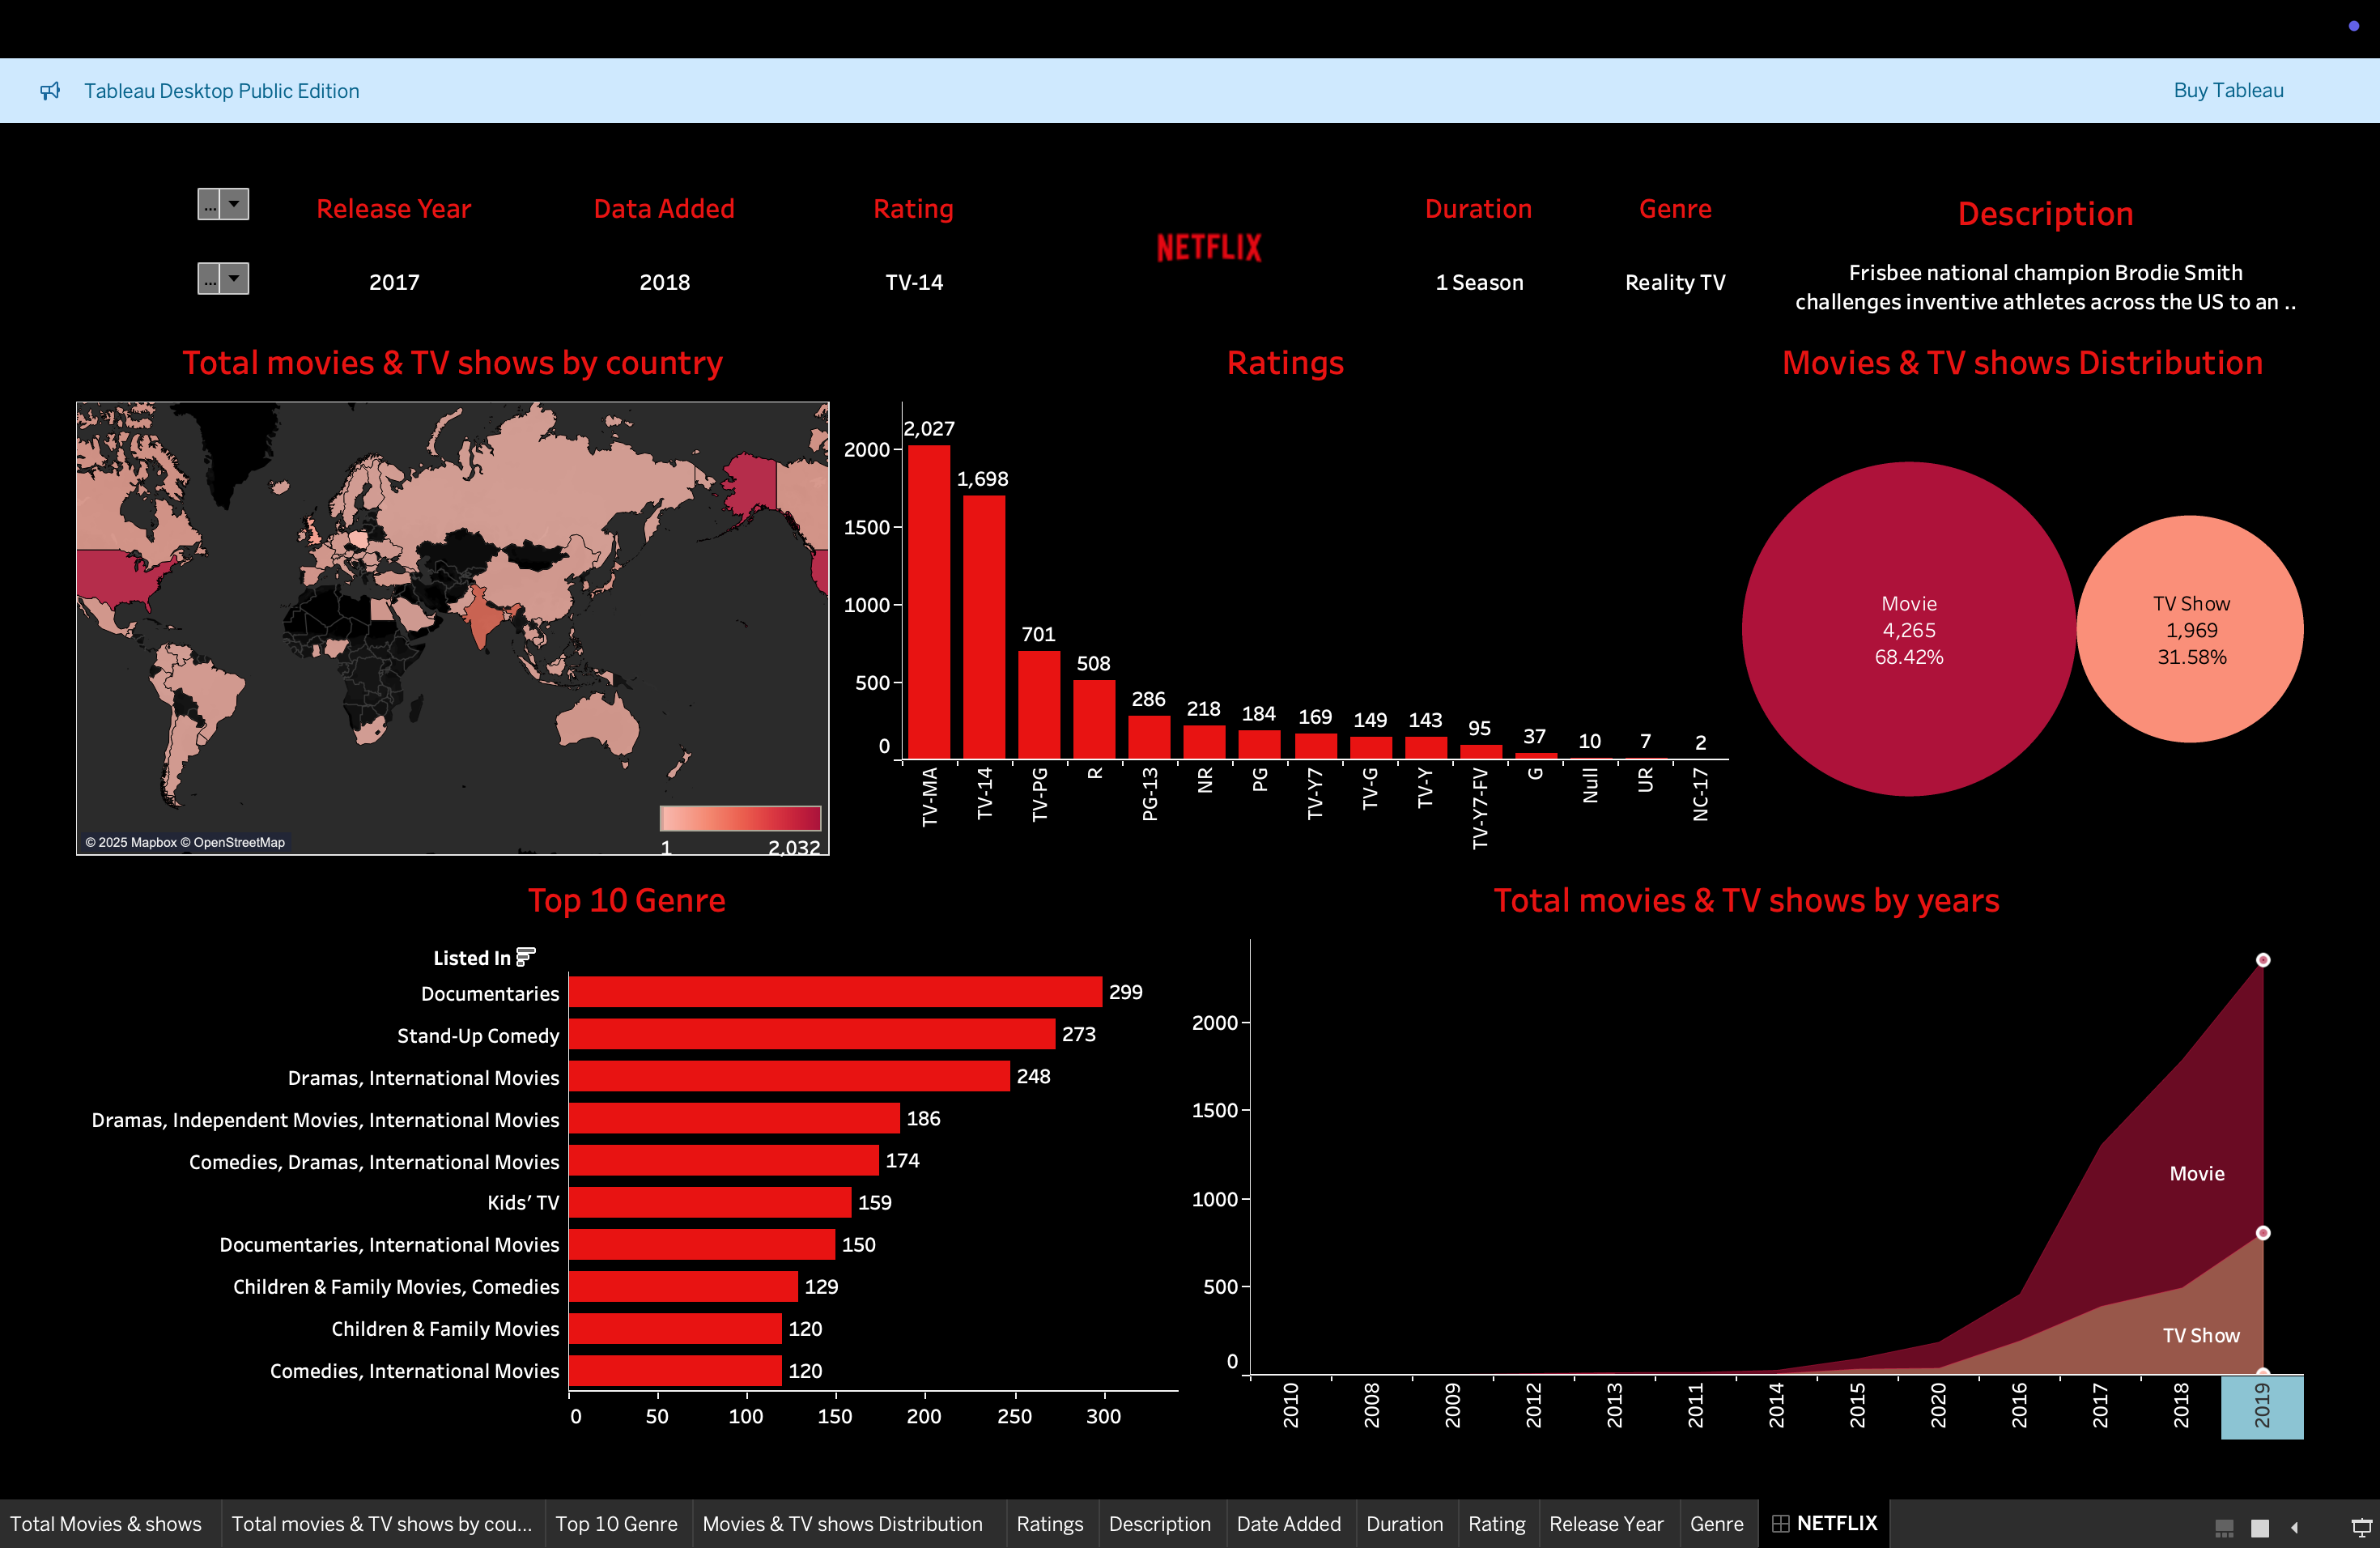 Tableau Desktop Public Edition
Buy Tableau
...
Release Year
Data Added
Rating
NETFLIX
Duration
Genre
Description
...
2017
2018
TV-14
1 Season
Reality TV
Frisbee national champion Brodie Smith
challenges inventive athletes across the US to an ..
Total movies & TV shows by country
© 2025 Mapbox © OpenStreetMap
1
2,032
Ratings
2000
1500
1000
500
0
2,027
1,698
701
508
286
218
184
169
149
143
95
37
10
7
2
TV-MA
TV-14
TV-PG
R
PG-13
NR
PG
TV-Y7
TV-G
TV-Y
TV-Y7-FV
G
Null
UR
NC-17
Movies & TV shows Distribution
Movie
4,265
68.42%
TV Show
1,969
31.58%
Top 10 Genre
Listed In
Documentaries 299
Stand-Up Comedy 273
Dramas, International Movies 248
Dramas, Independent Movies, International Movies 186
Comedies, Dramas, International Movies 174
Kids' TV 159
Documentaries, International Movies 150
Children & Family Movies, Comedies 129
Children & Family Movies 120
Comedies, International Movies 120
0 50 100 150 200 250 300
Total movies & TV shows by years
2000
1500
1000
500
0
Movie
TV Show
2010
2008
2009
2012
2013
2011
2014
2015
2020
2016
2017
2018
2019
Total Movies & shows
Total movies & TV shows by cou...
Top 10 Genre
Movies & TV shows Distribution
Ratings
Description
Date Added
Duration
Rating
Release Year
Genre
NETFLIX